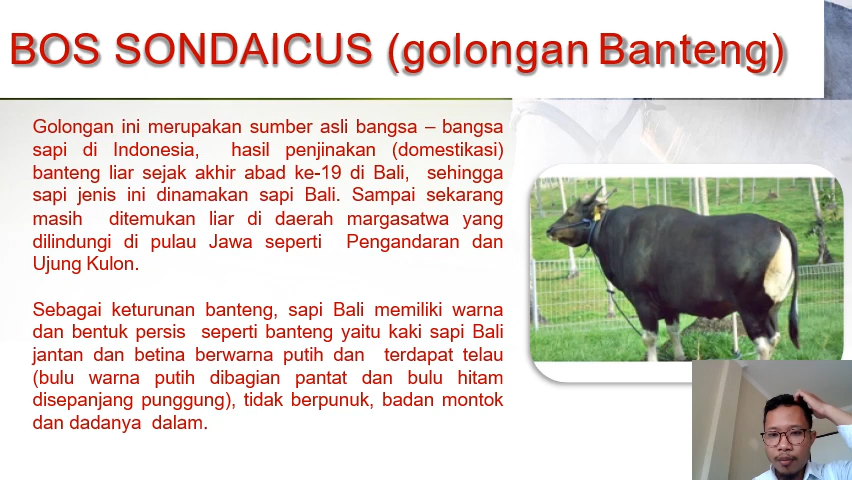 BOS SONDAICUS (golongan Banteng)
Golongan ini merupakan sumber asli bangsa – bangsa
sapi di Indonesia, hasil penjinakan (domestikasi)
banteng liar sejak akhir abad ke-19 di Bali, sehingga
sapi jenis ini dinamakan sapi Bali. Sampai sekarang
masih ditemukan liar di daerah margasatwa yang
dilindungi di pulau Jawa seperti Pengandaran dan
Ujung Kulon.
Sebagai keturunan banteng, sapi Bali memiliki warna
dan bentuk persis seperti banteng yaitu kaki sapi Bali
jantan dan betina berwarna putih dan terdapat telau
(bulu warna putih dibagian pantat dan bulu hitam
disepanjang punggung), tidak berpunuk, badan montok
dan dadanya dalam.